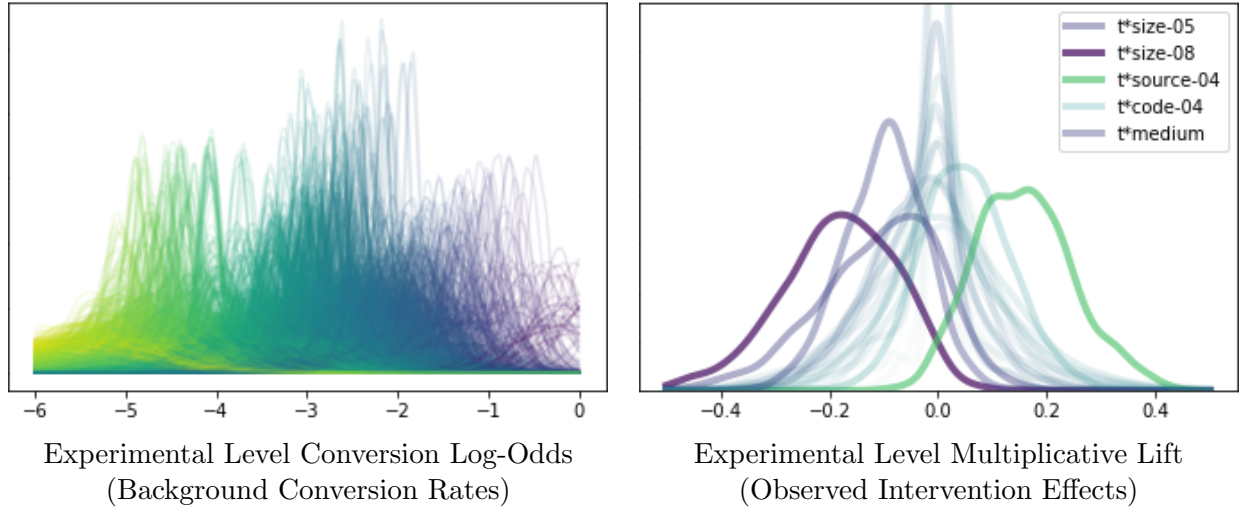 t*size-05
t*size-08
t*source-04
t*code-04
t*medium
−6 −5 −4 −3 −2 −1 0
−0.4 −0.2 0.0 0.2 0.4
Experimental Level Conversion Log-Odds
(Background Conversion Rates)
Experimental Level Multiplicative Lift
(Observed Intervention Effects)